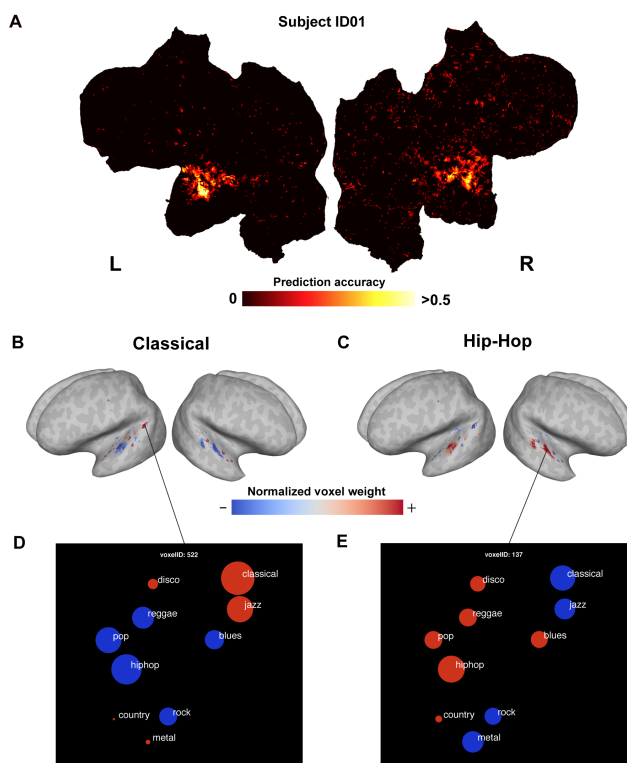 A
Subject ID01
L
R
Prediction accuracy
0
>0.5
B
Classical
C
Hip-Hop
Normalized voxel weight
−
+
D
voxelID: 522
disco
classical
jazz
reggae
pop
blues
hiphop
country
rock
metal
E
voxelID: 137
disco
classical
reggae
jazz
pop
blues
hiphop
country
rock
metal